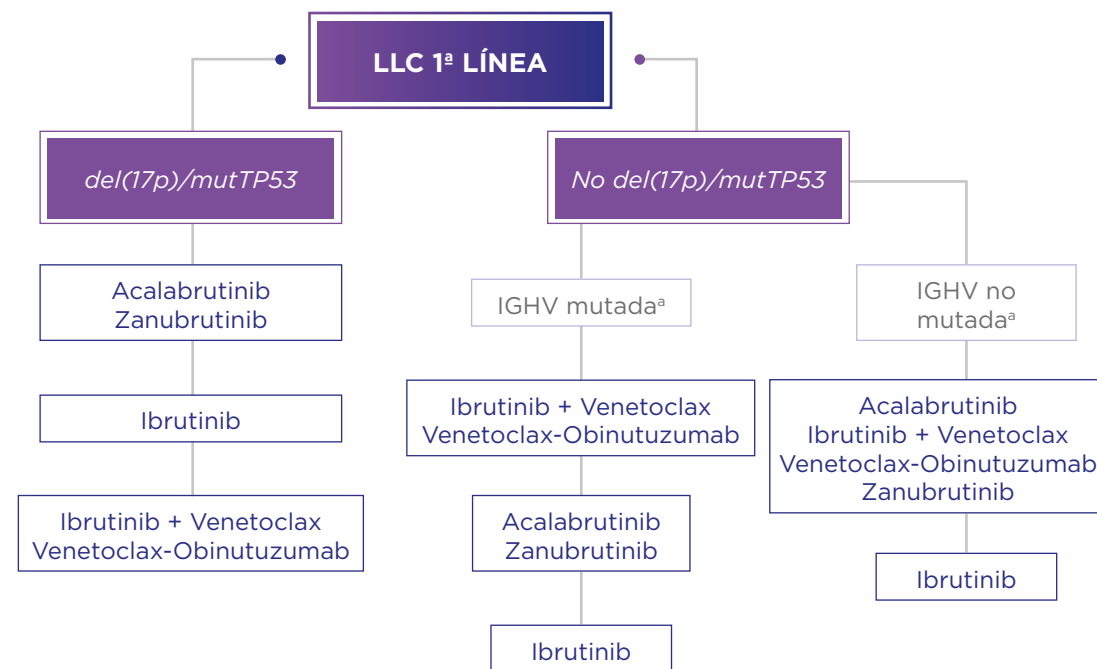 LLC 1ª LÍNEA
del(17p)/mutTP53
Acalabrutinib
Zanubrutinib
Ibrutinib
Ibrutinib + Venetoclax
Venetoclax-Obinutuzumab
No del(17p)/mutTP53
IGHV mutadaª
Ibrutinib + Venetoclax
Venetoclax-Obinutuzumab
Acalabrutinib
Zanubrutinib
Ibrutinib
IGHV no
mutadaª
Acalabrutinib
Ibrutinib + Venetoclax
Venetoclax-Obinutuzumab
Zanubrutinib
Ibrutinib